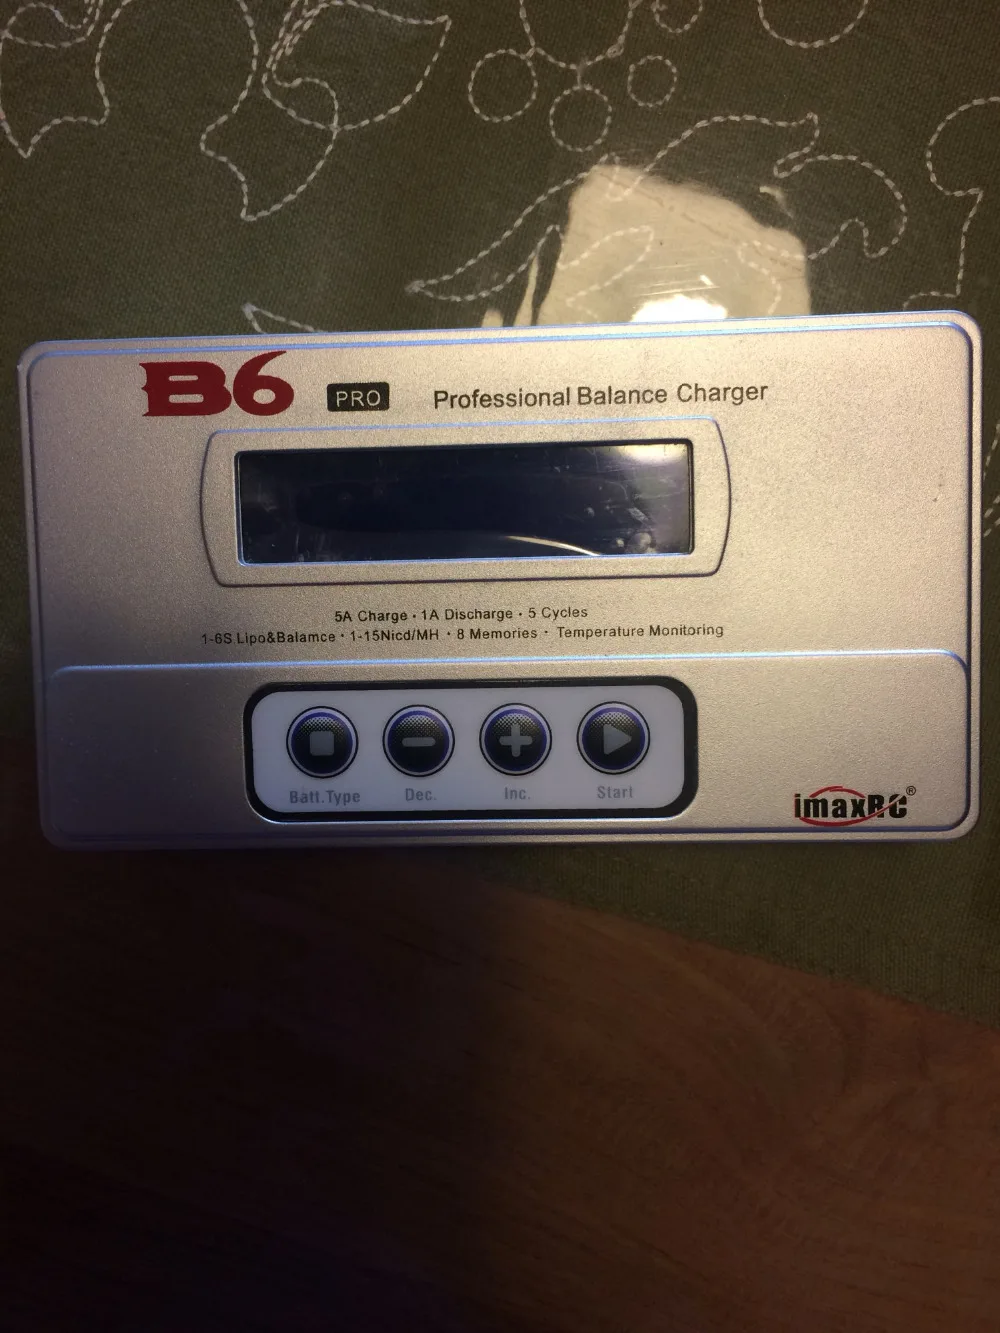 B6 PRO Professional Balance Charger
5A Charge · 1A Discharge · 5 Cycles
1-6S Lipo&Balamce · 1-15Nicd/MH · 8 Memories · Temperature Monitoring
Batt.Type Dec. Inc. Start
imaxRC®